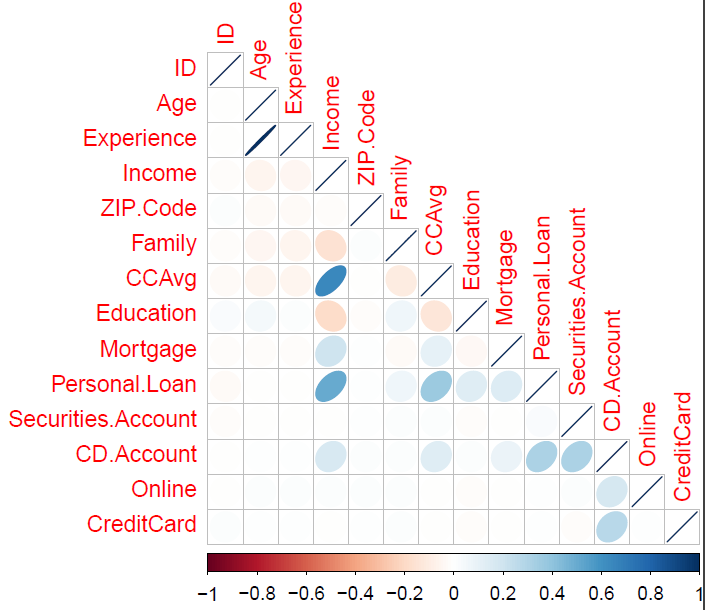 ID
Age
Experience
Income
ZIP.Code
Family
CCAvg
Education
Mortgage
Personal.Loan
Securities.Account
CD.Account
Online
CreditCard
ID
Age
Experience
Income
ZIP.Code
Family
CCAvg
Education
Mortgage
Personal.Loan
Securities.Account
CD.Account
Online
CreditCard
−1 −0.8 −0.6 −0.4 −0.2 0 0.2 0.4 0.6 0.8 1